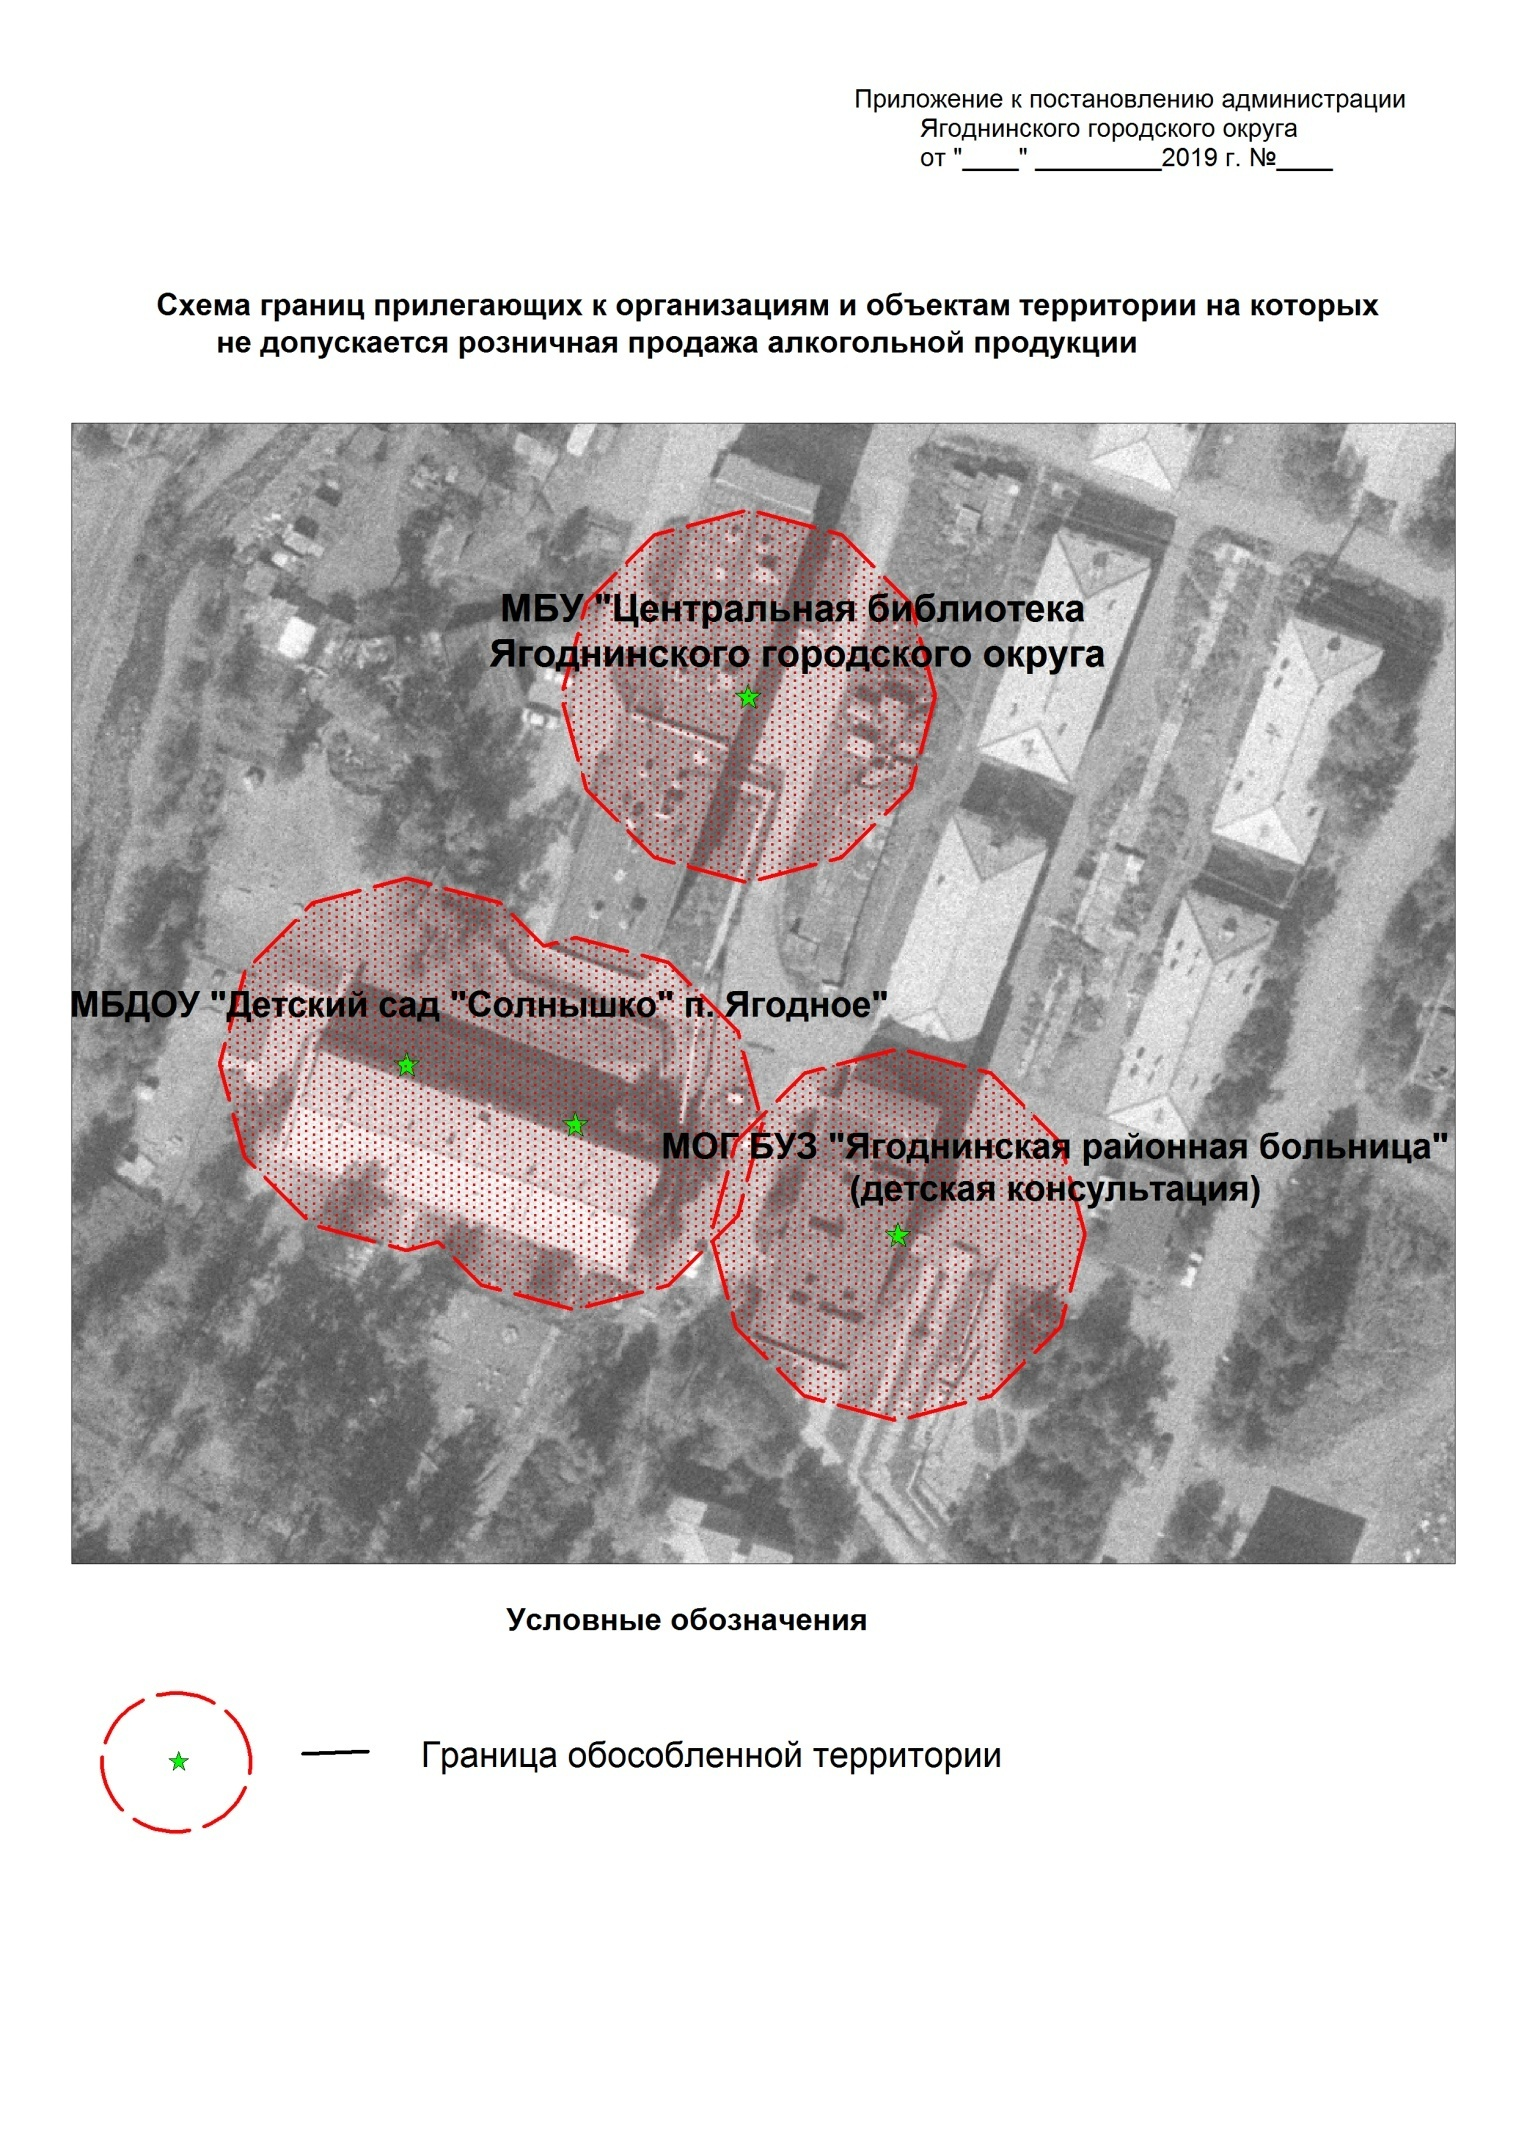 Приложение к постановлению администрации
Ягоднинского городского округа
от "____" _________2019 г. №____
Схема границ прилегающих к организациям и объектам территории на которых
не допускается розничная продажа алкогольной продукции
МБУ "Центральная библиотека
Ягоднинского городского округа
МБДОУ "Детский сад "Солнышко" п. Ягодное"
МОГ БУЗ "Ягоднинская районная больница"
(детская консультация)
Условные обозначения
Граница обособленной территории